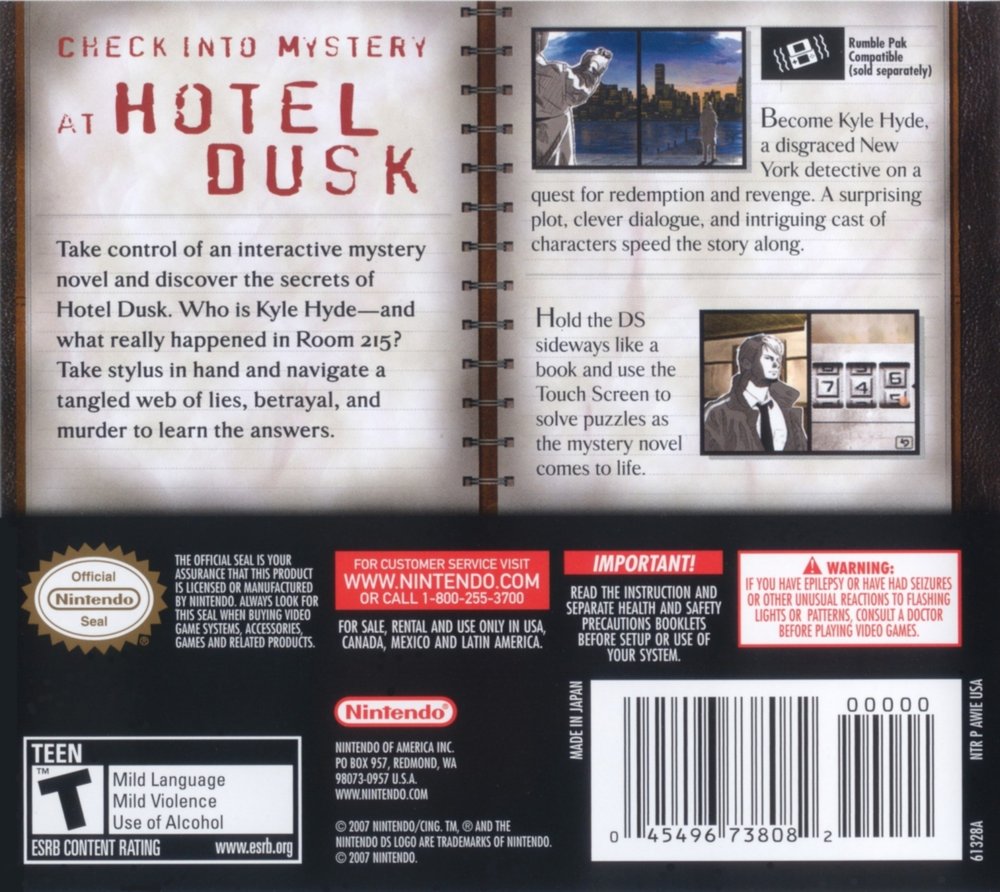 CHECK INTO MYSTERY
AT HOTEL
DUSK
Take control of an interactive mystery
novel and discover the secrets of
Hotel Dusk. Who is Kyle Hyde—and
what really happened in Room 215?
Take stylus in hand and navigate a
tangled web of lies, betrayal, and
murder to learn the answers.
Rumble Pak
Compatible
(sold separately)
Become Kyle Hyde,
a disgraced New
York detective on a
quest for redemption and revenge. A surprising
plot, clever dialogue, and intriguing cast of
characters speed the story along.
Hold the DS
sideways like a
book and use the
Touch Screen to
solve puzzles as
the mystery novel
comes to life.
7 4 6
5
Official
Nintendo
Seal
®
THE OFFICIAL SEAL IS YOUR
ASSURANCE THAT THIS PRODUCT
IS LICENSED OR MANUFACTURED
BY NINTENDO. ALWAYS LOOK FOR
THIS SEAL WHEN BUYING VIDEO
GAME SYSTEMS, ACCESSORIES,
GAMES AND RELATED PRODUCTS.
FOR CUSTOMER SERVICE VISIT
WWW.NINTENDO.COM
OR CALL 1-800-255-3700
FOR SALE, RENTAL AND USE ONLY IN USA,
CANADA, MEXICO AND LATIN AMERICA.
IMPORTANT!
READ THE INSTRUCTION AND
SEPARATE HEALTH AND SAFETY
PRECAUTIONS BOOKLETS
BEFORE SETUP OR USE OF
YOUR SYSTEM.
WARNING:
IF YOU HAVE EPILEPSY OR HAVE HAD SEIZURES
OR OTHER UNUSUAL REACTIONS TO FLASHING
LIGHTS OR PATTERNS, CONSULT A DOCTOR
BEFORE PLAYING VIDEO GAMES.
TEEN
TM
T
Mild Language
Mild Violence
Use of Alcohol
ESRB CONTENT RATING www.esrb.org
Nintendo®
NINTENDO OF AMERICA INC.
PO BOX 957, REDMOND, WA
98073-0957 U.S.A.
WWW.NINTENDO.COM
© 2007 NINTENDO/CING. TM, ® AND THE
NINTENDO DS LOGO ARE TRADEMARKS OF NINTENDO.
© 2007 NINTENDO.
MADE IN JAPAN
00000
0 45496 73808 2
NTR P AWIE USA
61328A